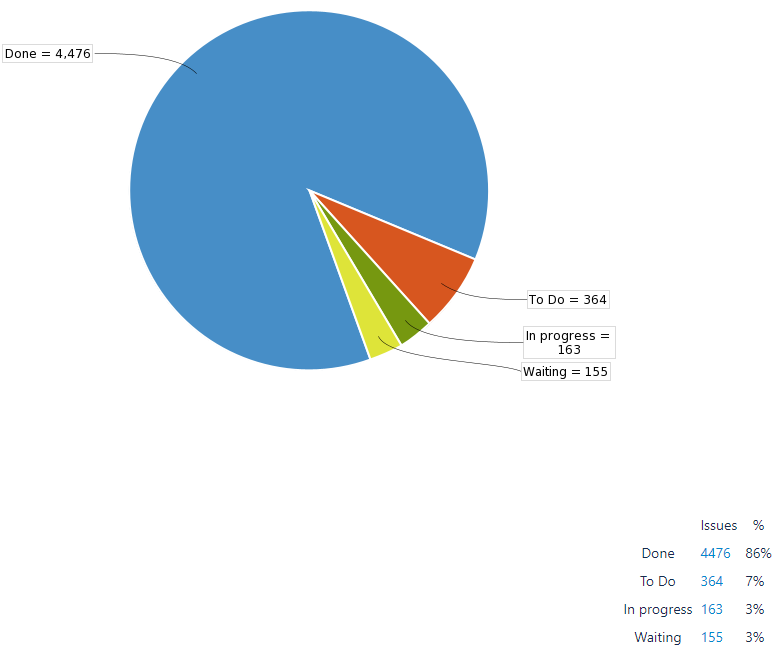 Done = 4,476
To Do = 364
In progress =
163
Waiting = 155
Issues %
Done 4476 86%
To Do 364 7%
In progress 163 3%
Waiting 155 3%